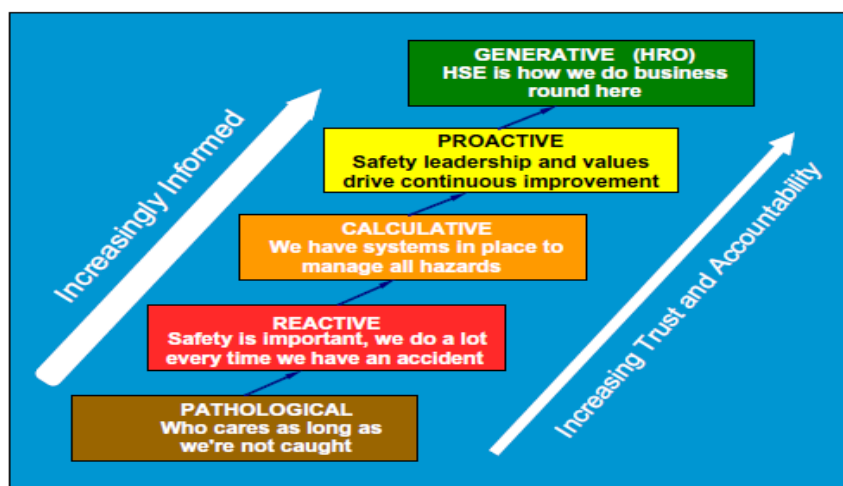 GENERATIVE (HRO)
HSE is how we do business
round here
PROACTIVE
Safety leadership and values
drive continuous improvement
CALCULATIVE
We have systems in place to
manage all hazards
REACTIVE
Safety is important, we do a lot
every time we have an accident
PATHOLOGICAL
Who cares as long as
we're not caught
Increasingly Informed
Increasing Trust and Accountability